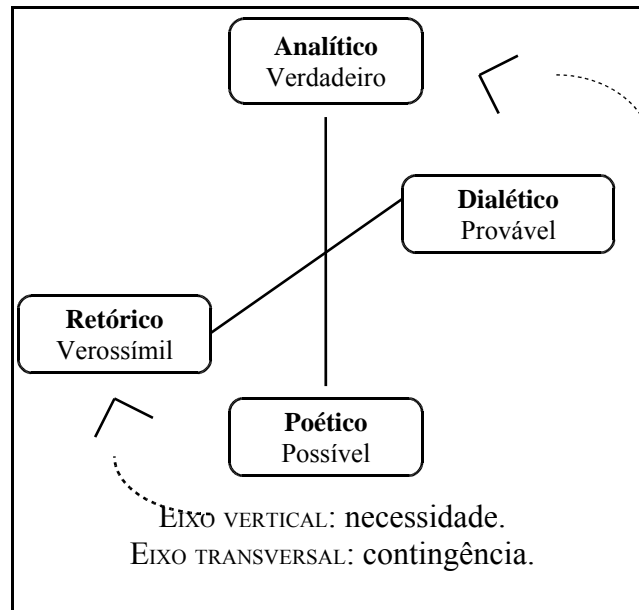 Analítico
Verdadeiro
Dialético
Provável
Retórico
Verossímil
Poético
Possível
EIXO VERTICAL: necessidade.
EIXO TRANSVERSAL: contingência.